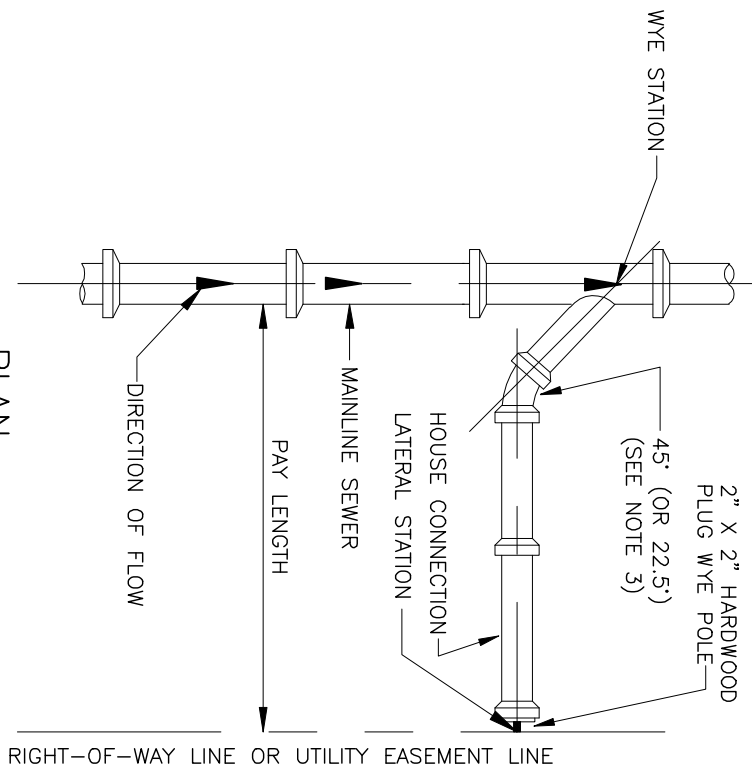 WYE STATION
2" X 2" HARDWOOD
PLUG WYE POLE
45° (OR 22.5°)
(SEE NOTE 3)
HOUSE CONNECTION
LATERAL STATION
MAINLINE SEWER
PAY LENGTH
DIRECTION OF FLOW
RIGHT-OF-WAY LINE OR UTILITY EASEMENT LINE
PLAN